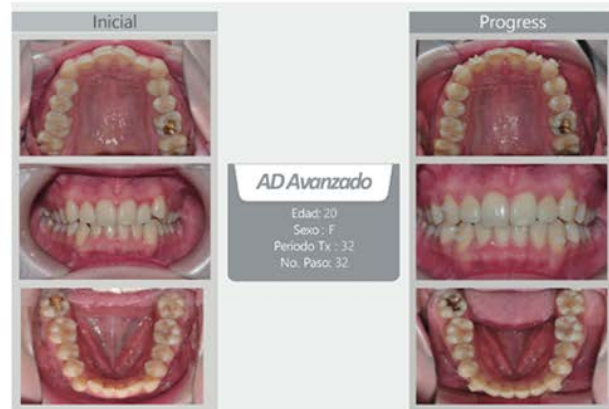 Inicial
Progress
AD Avanzado
Edad: 20
Sexo : F
Periodo Tx : 32
No. Paso: 32